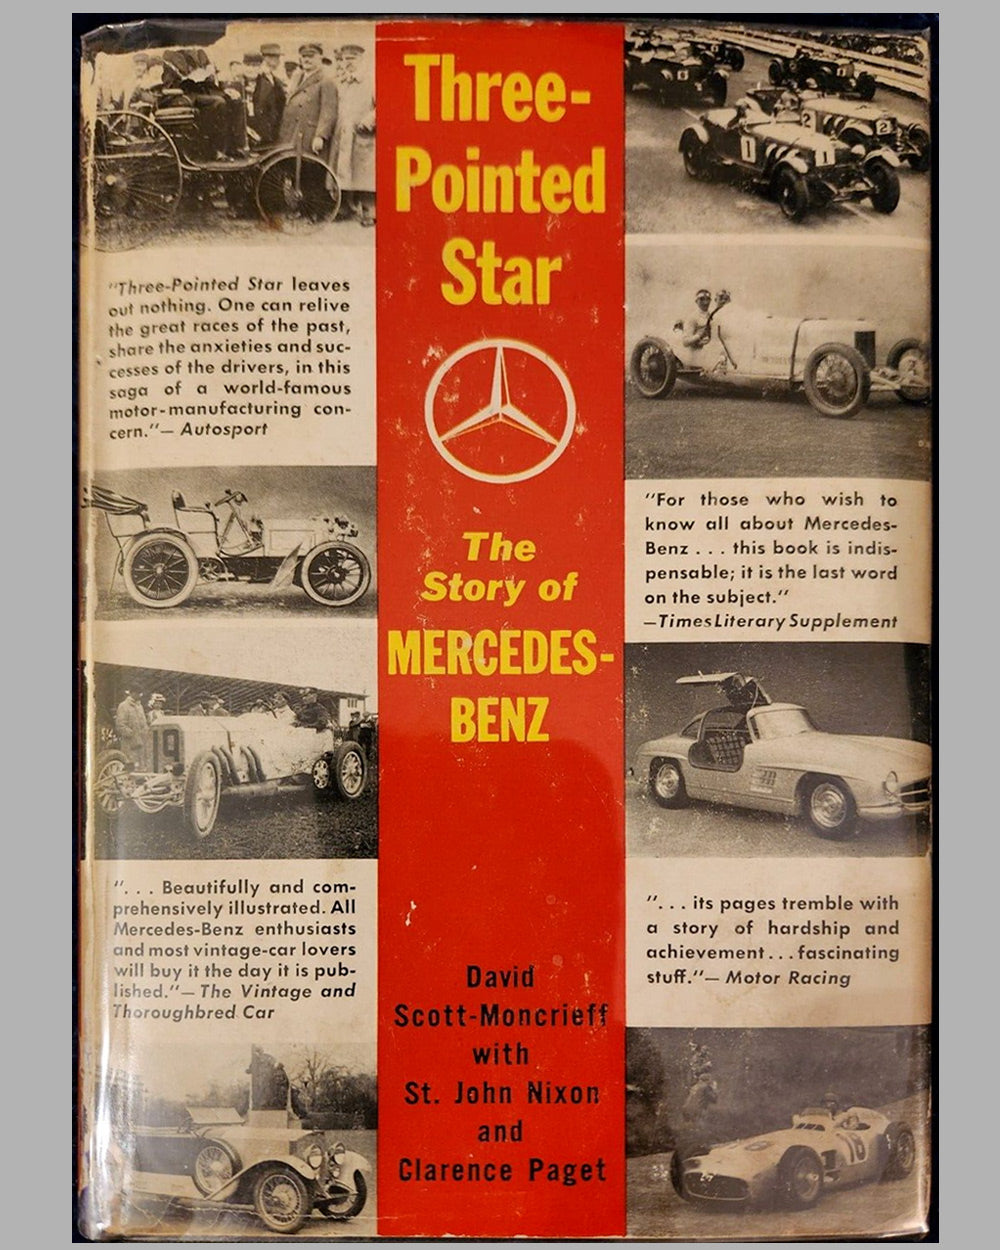 Three-
Pointed
Star
The
Story of
MERCEDES-
BENZ
David
Scott-Moncrieff
with
St. John Nixon
and
Clarence Paget
"Three-Pointed Star leaves
out nothing. One can relive
the great races of the past,
share the anxieties and suc-
cesses of the drivers, in this
saga of a world-famous
motor-manufacturing con-
cern."—Autosport
19
". . . Beautifully and com-
prehensively illustrated. All
Mercedes-Benz enthusiasts
and most vintage-car lovers
will buy it the day it is pub-
lished."—The Vintage and
Thoroughbred Car
1
1
2
2
"For those who wish to
know all about Mercedes-
Benz . . . this book is indis-
pensable; it is the last word
on the subject."
—Times Literary Supplement
". . . its pages tremble with
a story of hardship and
achievement . . . fascinating
stuff."—Motor Racing
16